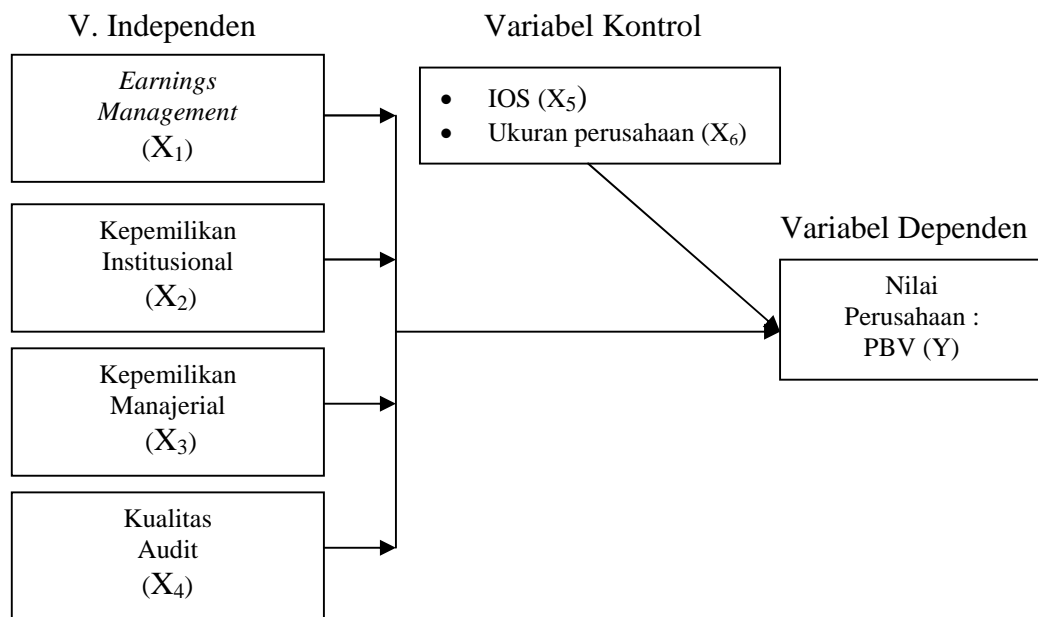 V. Independen
Earnings
Management
(X₁)
Kepemilikan
Institusional
(X₂)
Kepemilikan
Manajerial
(X₃)
Kualitas
Audit
(X₄)
Variabel Kontrol
• IOS (X₅)
• Ukuran perusahaan (X₆)
Variabel Dependen
Nilai
Perusahaan :
PBV (Y)